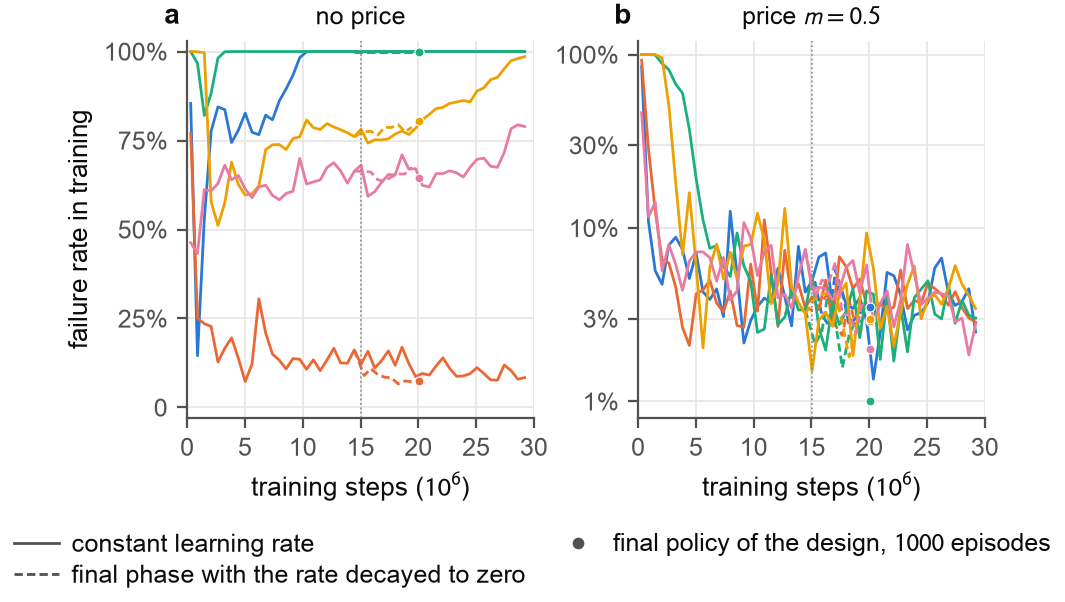 a
no price
100%
75%
50%
25%
0
failure rate in training
0
5
10
15
20
25
30
training steps (10⁶)
b
price m = 0.5
100%
30%
10%
3%
1%
0
5
10
15
20
25
30
training steps (10⁶)
constant learning rate
final phase with the rate decayed to zero
final policy of the design, 1000 episodes